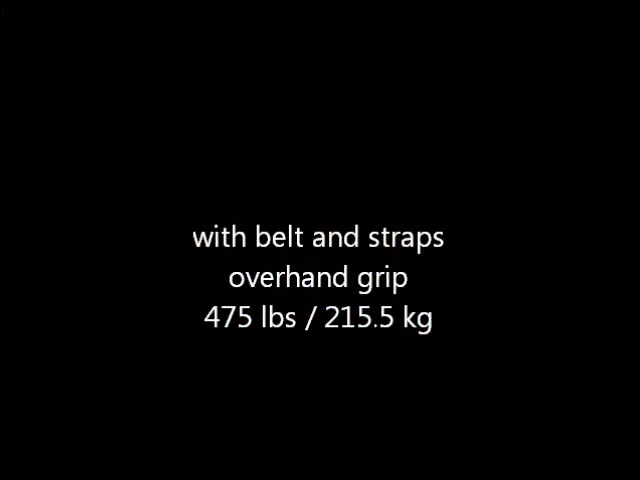 with belt and straps
overhand grip
475 lbs / 215.5 kg